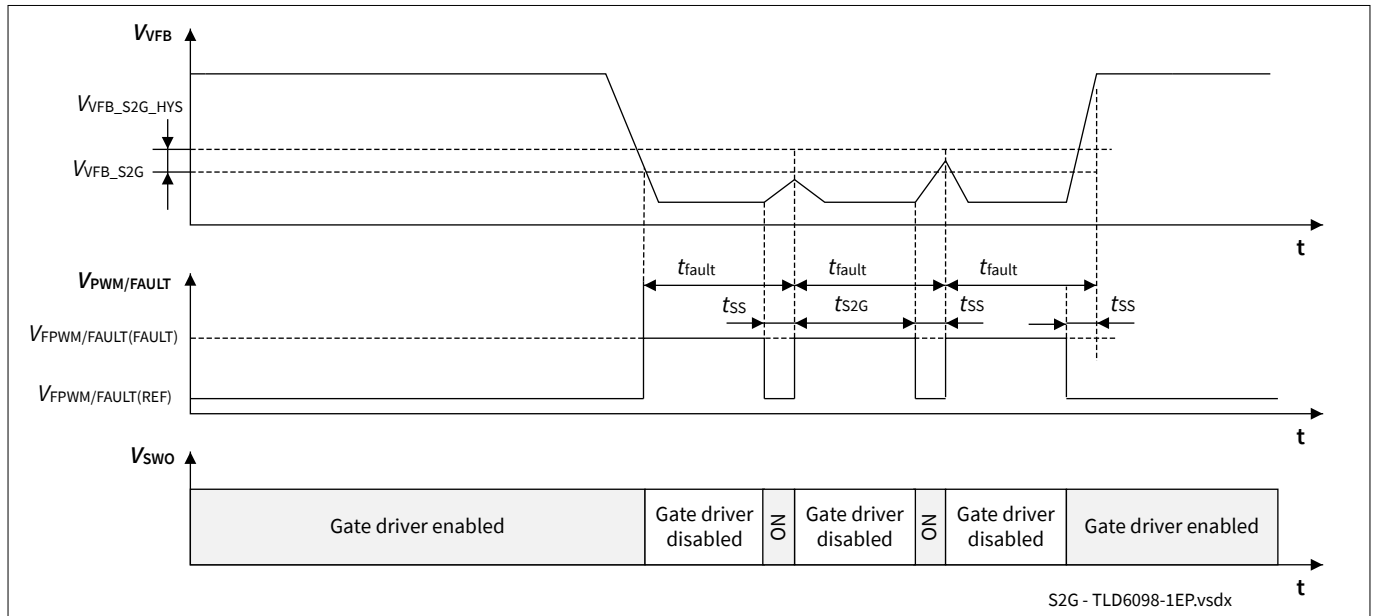 VVFB
VVFB_S2G_HYS
VVFB_S2G
t
VPWM/FAULT
tfault tfault tfault
tSS tS2G tSS tSS
VFPWM/FAULT(FAULT)
VFPWM/FAULT(REF)
t
VSWO
Gate driver enabled
Gate driver
disabled
ON
Gate driver
disabled
ON
Gate driver
disabled
Gate driver enabled
t
S2G - TLD6098-1EP.vsdx